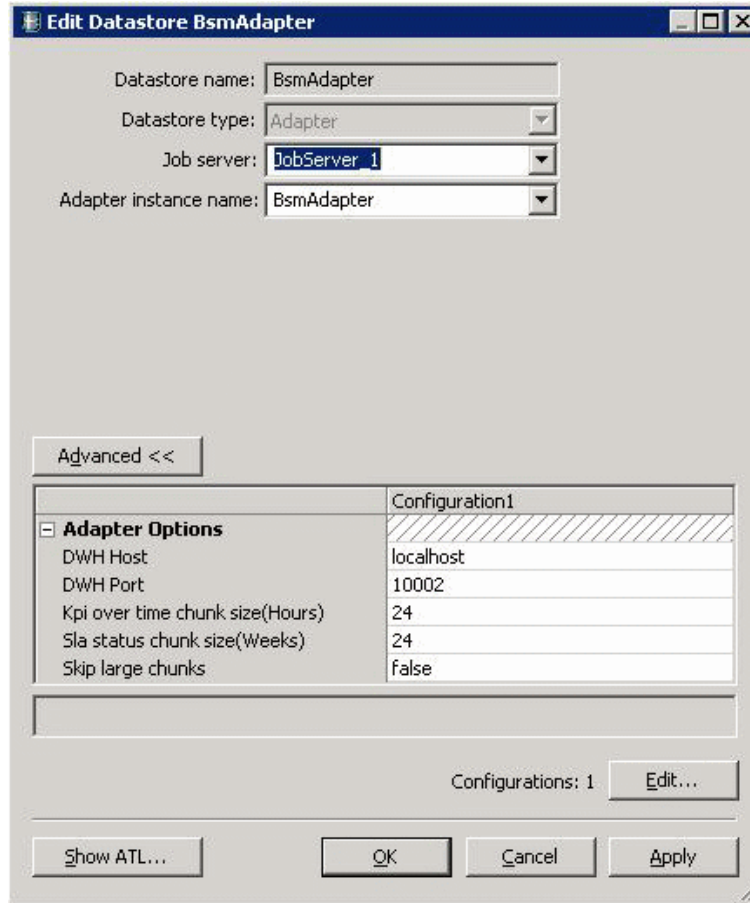 Edit Datastore BsmAdapter
Datastore name: BsmAdapter
Datastore type: Adapter
Job server: JobServer_1
Adapter instance name: BsmAdapter
Advanced <<
Configuration1
Adapter Options
DWH Host localhost
DWH Port 10002
Kpi over time chunk size(Hours) 24
Sla status chunk size(Weeks) 24
Skip large chunks false
Configurations: 1 Edit...
Show ATL... OK Cancel Apply